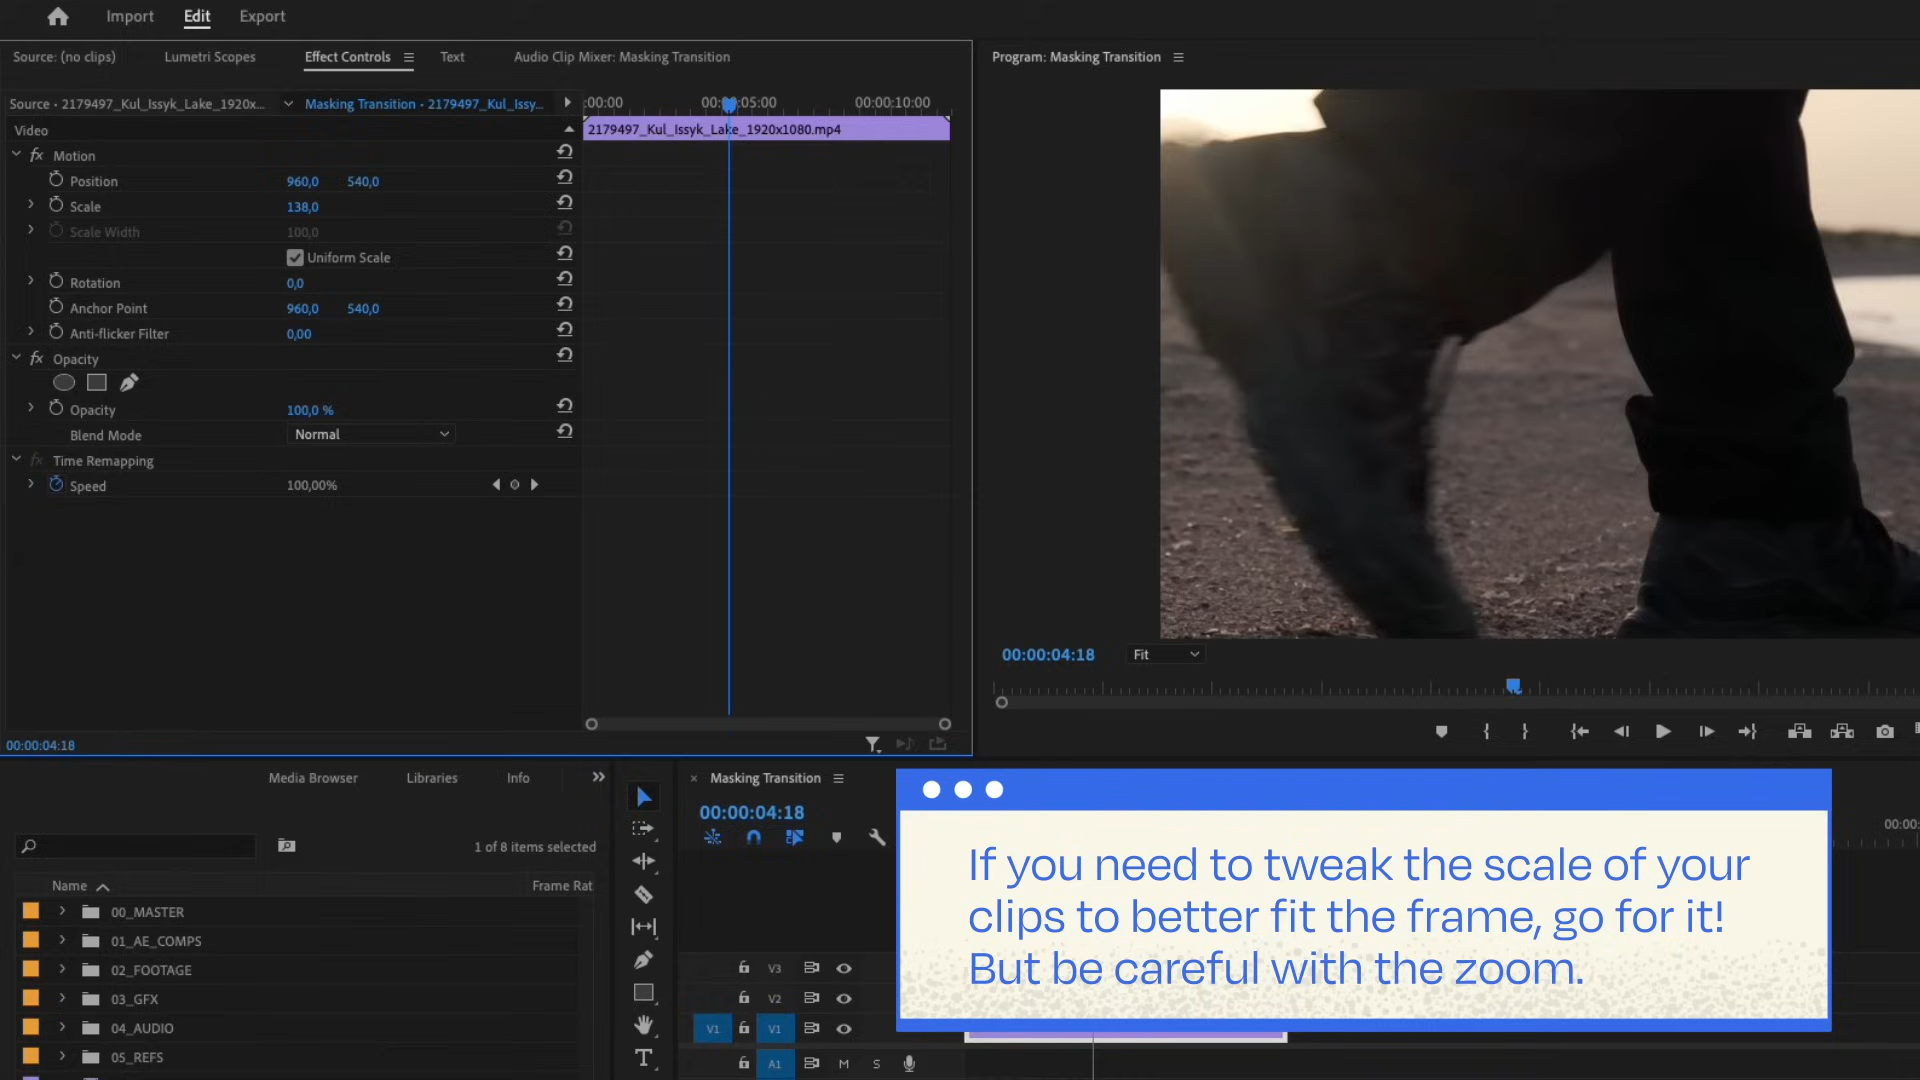 Import Edit Export
Source: (no clips) Lumetri Scopes Effect Controls Text Audio Clip Mixer: Masking Transition
Program: Masking Transition
Source • 2179497_Kul_Issyk_Lake_1920x... Masking Transition • 2179497_Kul_Issy...
:00:00 00:00:05:00 00:00:10:00
Video
2179497_Kul_Issyk_Lake_1920x1080.mp4
fx Motion
Position 960,0 540,0
Scale 138,0
Scale Width 100,0
Uniform Scale
Rotation 0,0
Anchor Point 960,0 540,0
Anti-flicker Filter 0,00
fx Opacity
Opacity 100,0 %
Blend Mode Normal
fx Time Remapping
Speed 100,00%
00:00:04:18 Fit
00:00:04:18
Media Browser Libraries Info
1 of 8 items selected
Name Frame Rat
00_MASTER
01_AE_COMPS
02_FOOTAGE
03_GFX
04_AUDIO
05_REFS
Masking Transition
00:00:04:18
00:00:
V3
V2
V1 V1
A1 M S
If you need to tweak the scale of your
clips to better fit the frame, go for it!
But be careful with the zoom.